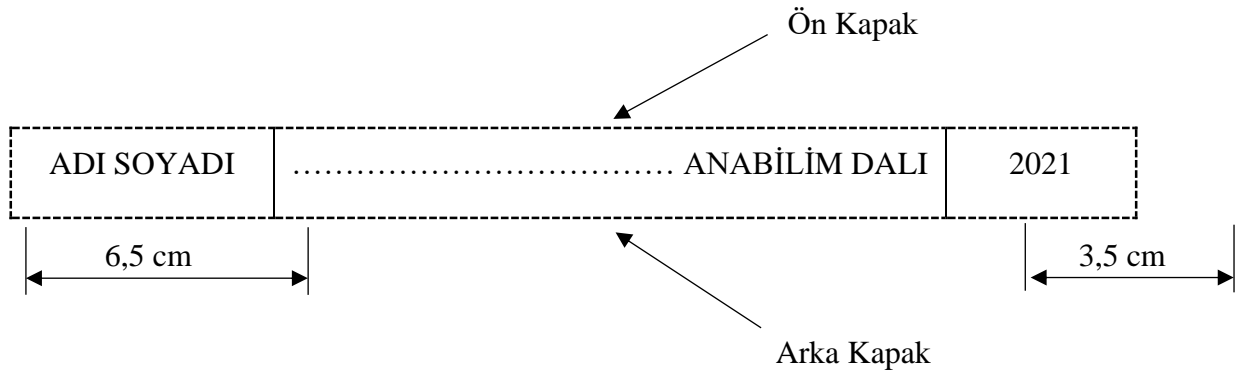 Ön Kapak
ADI SOYADI
……………………………… ANABİLİM DALI
2021
6,5 cm
3,5 cm
Arka Kapak